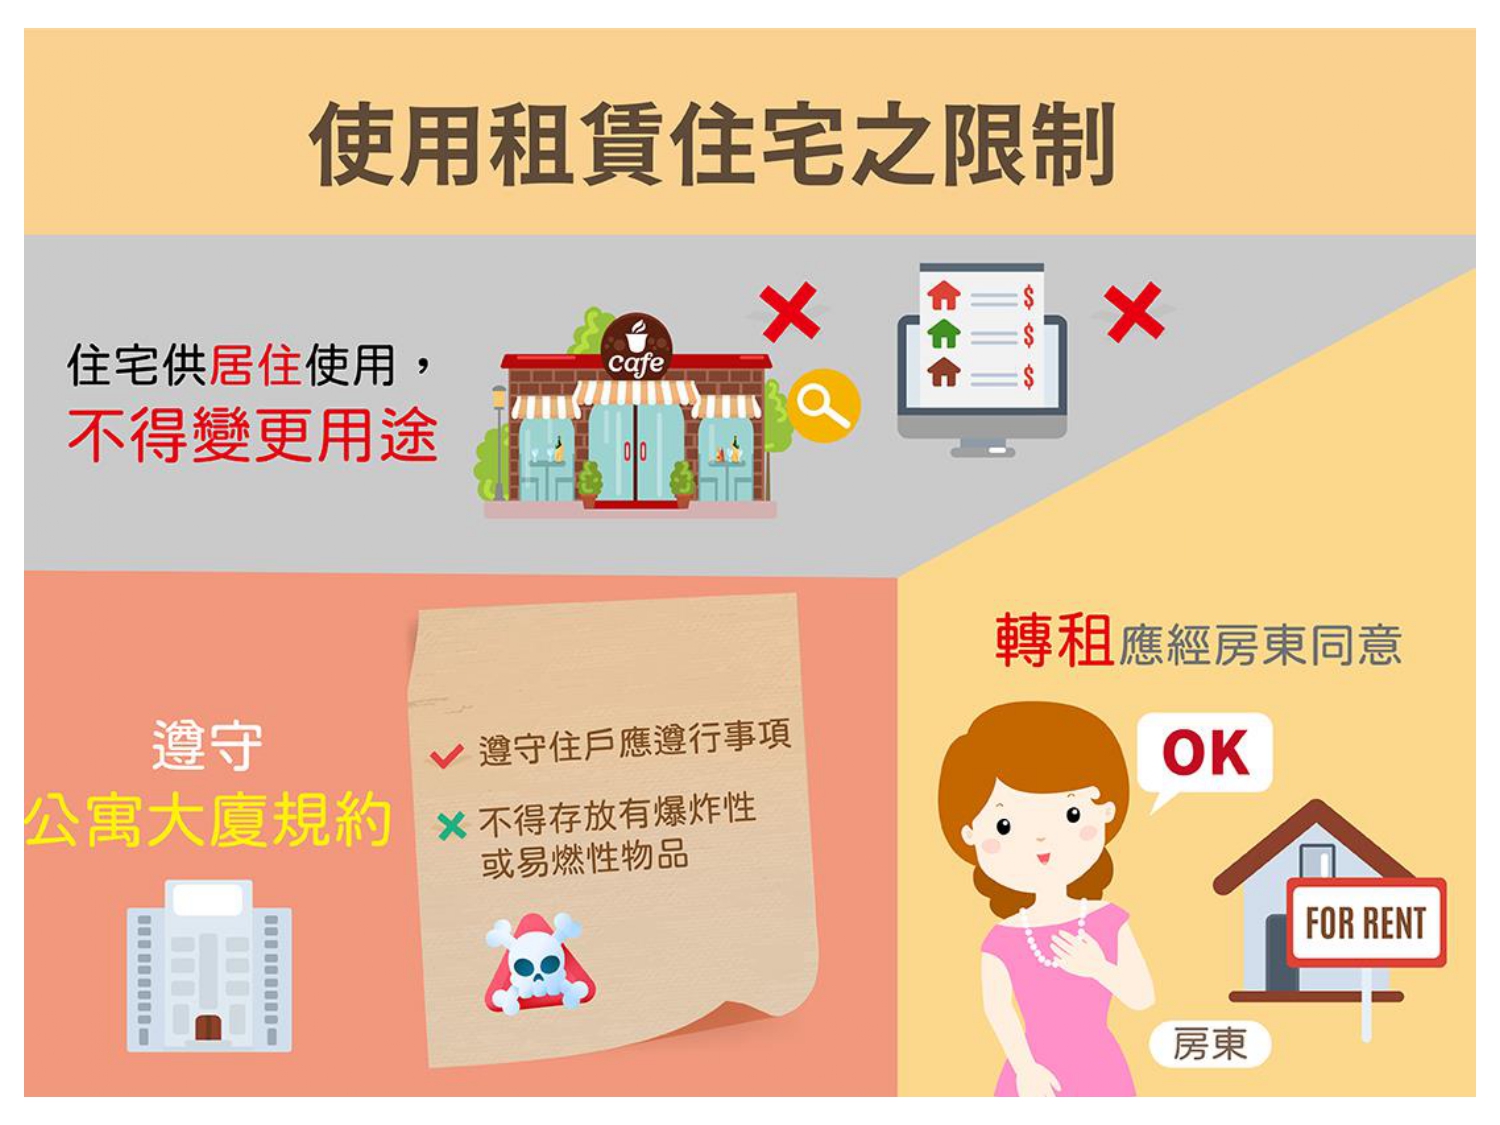 使用租賃住宅之限制
住宅供居住使用，
不得變更用途
cafe
$
$
$
轉租應經房東同意
OK
FOR RENT
房東
遵守
公寓大廈規約
遵守住戶應遵行事項
不得存放有爆炸性
或易燃性物品